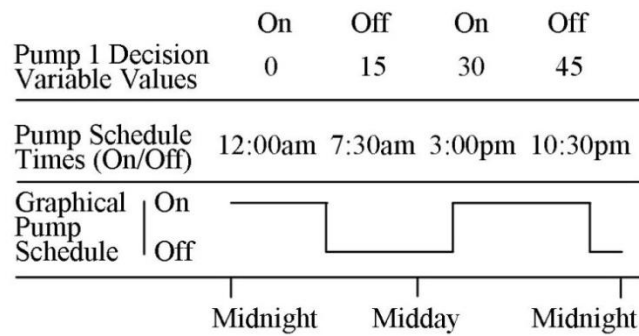 On Off On Off
Pump 1 Decision
Variable Values
0 15 30 45
Pump Schedule
Times (On/Off)
12:00am 7:30am 3:00pm 10:30pm
Graphical
Pump
Schedule
On
Off
Midnight Midday Midnight